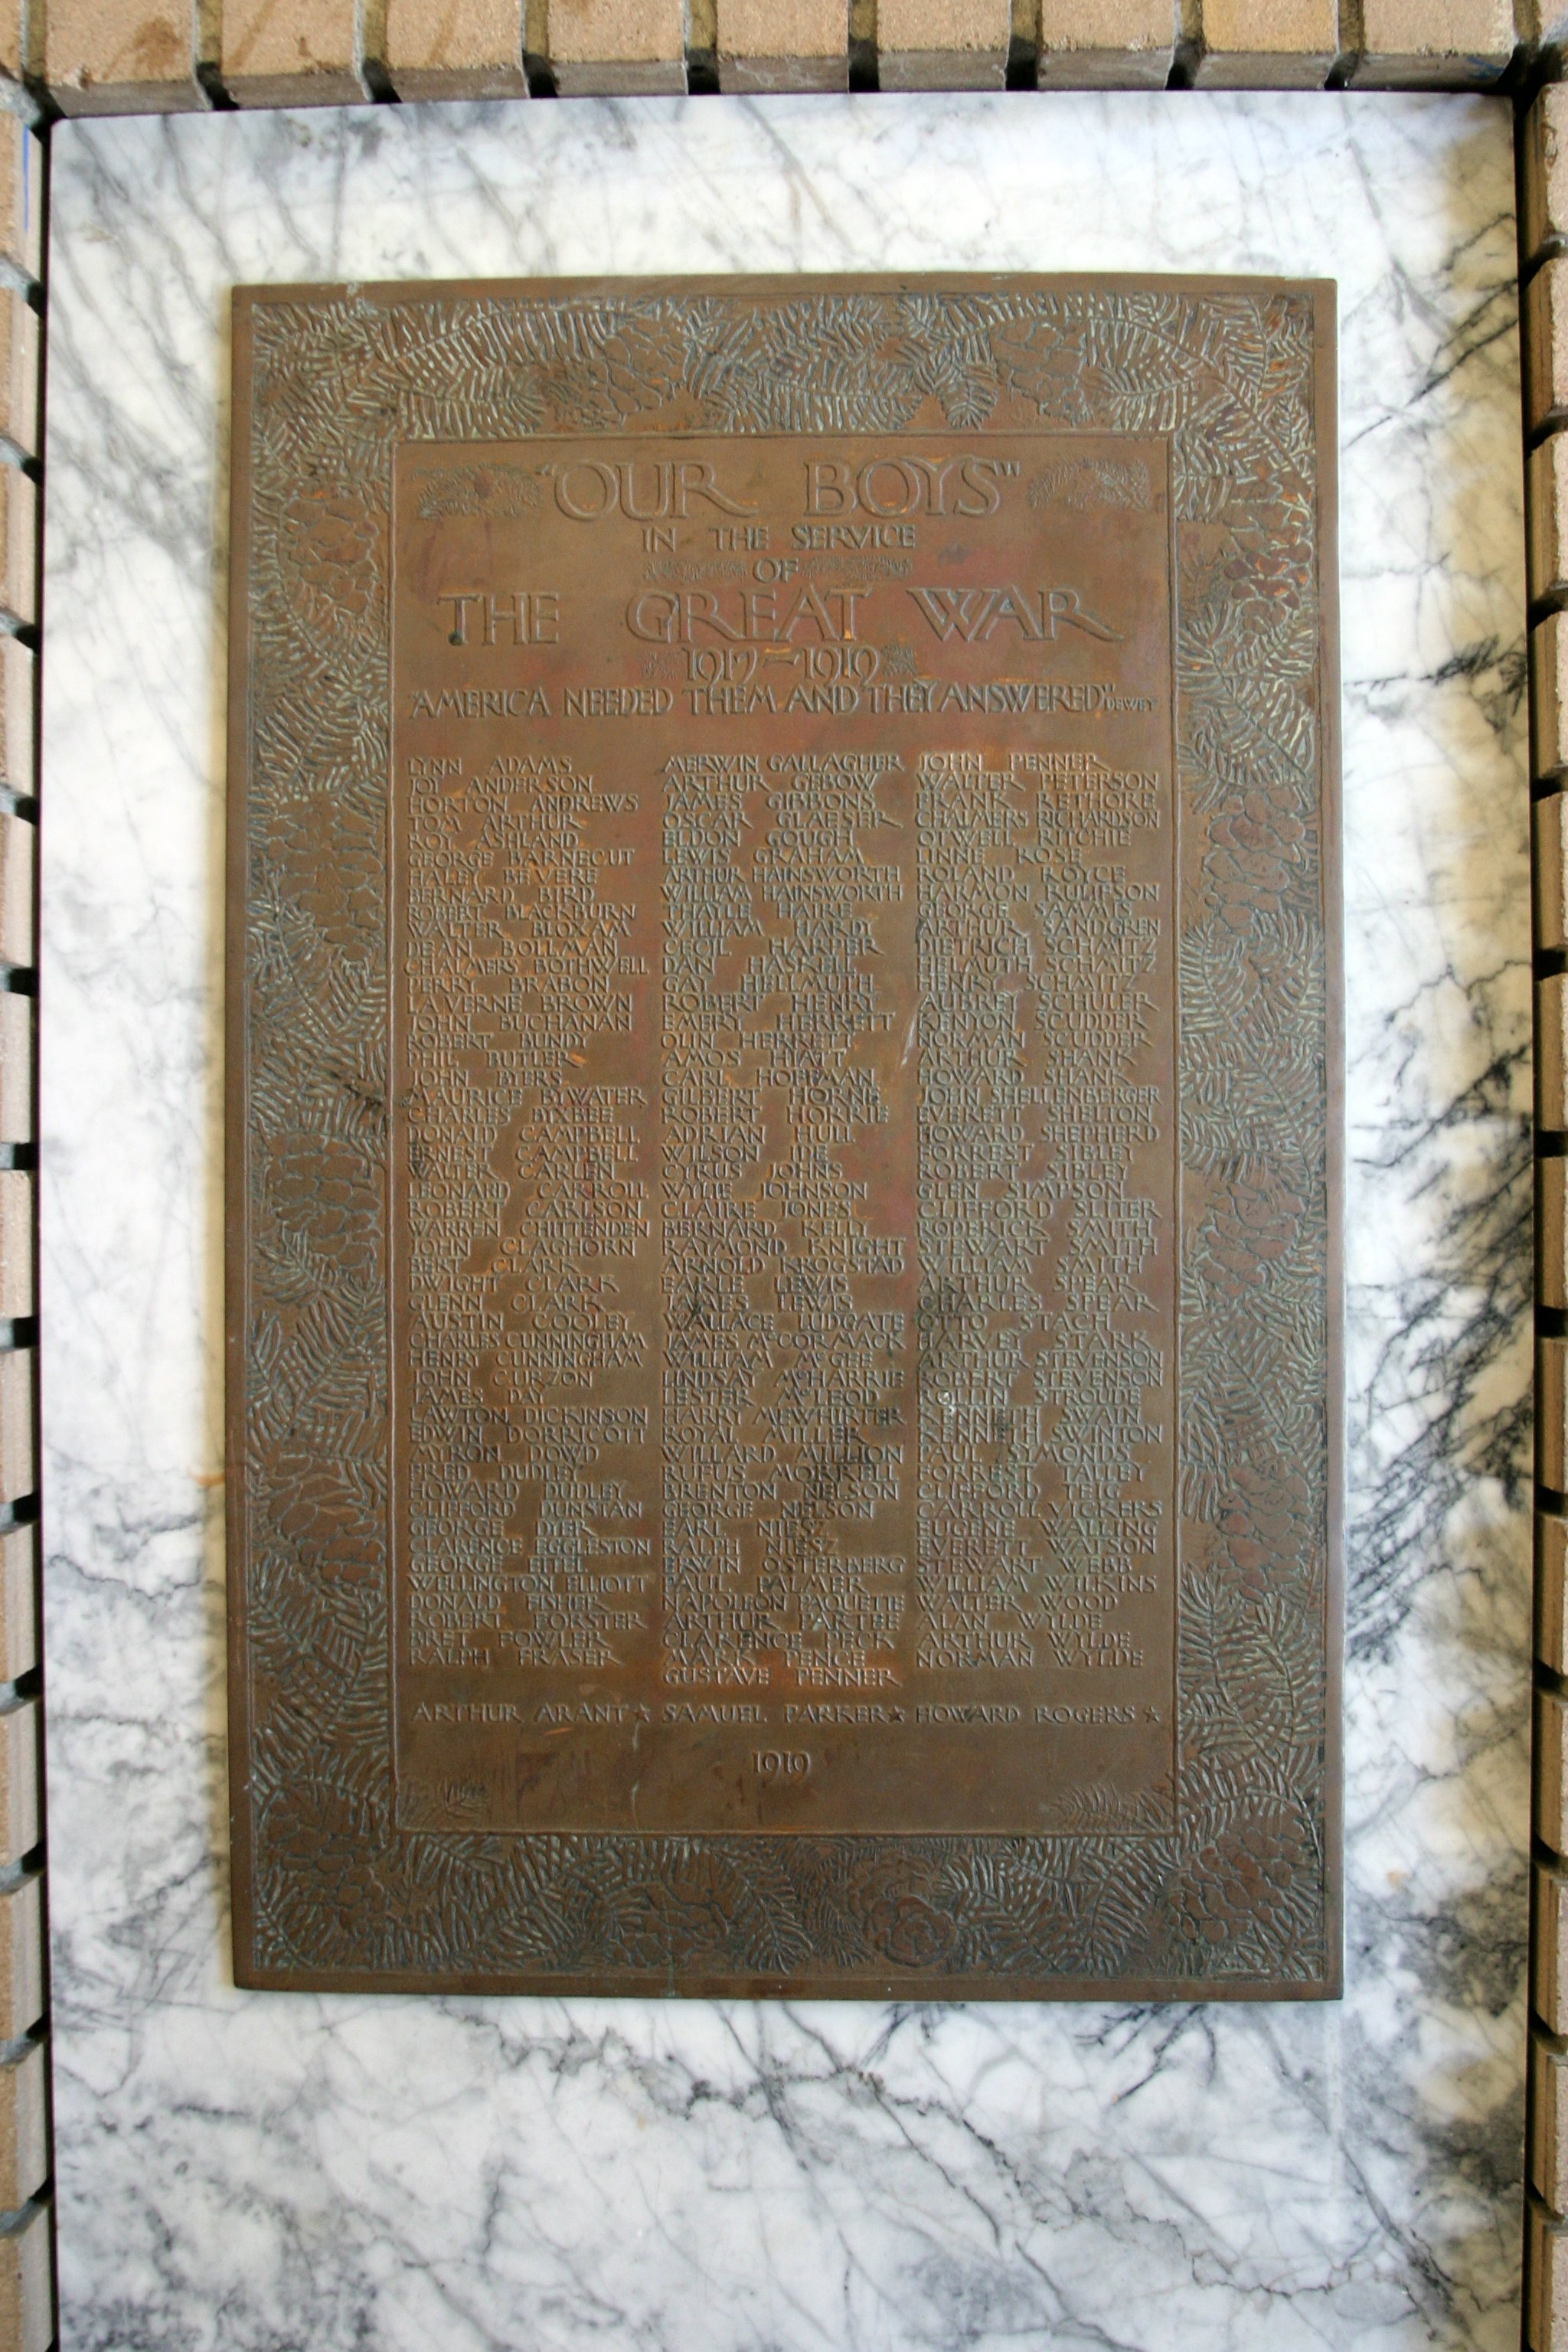 "OUR BOYS"
IN THE SERVICE
OF
THE GREAT WAR
1917–1919
"AMERICA NEEDED THEM AND THEY ANSWERED" DEWEY
LYNN ADAMS
JOY ANDERSON
HORTON ANDREWS
TOM ARTHUR
ROY ASHLAND
GEORGE BARNECUT
HALEY BEVERE
BERNARD BIRD
ROBERT BLACKBURN
WALTER BLOXAM
DEAN BOLLMAN
CHALMERS BOTHWELL
PERRY BRABON
LAVERNE BROWN
JOHN BUCHANAN
ROBERT BUNDY
PHIL BUTLER
JOHN BYERS
MAURICE BYWATER
CHARLES BYXBEE
DONALD CAMPBELL
ERNEST CAMPBELL
WALTER CARLEN
LEONARD CARROLL
ROBERT CARLSON
WARREN CHITTENDEN
JOHN CLAGHORN
BERT CLARK
DWIGHT CLARK
GLENN CLARK
AUSTIN COOLEY
CHARLES CUNNINGHAM
HENRY CUNNINGHAM
JOHN CURZON
JAMES DAY
LAWTON DICKINSON
EDWIN DORRICOTT
MYRON DOWD
FRED DUDLEY
HOWARD DUDLEY
CLIFFORD DUNSTAN
GEORGE DYER
CLARENCE EGGLESTON
GEORGE EITEL
WELLINGTON ELLIOTT
DONALD FISHER
ROBERT FORSTER
BRET FOWLER
RALPH FRASER
MERWIN GALLAGHER
ARTHUR GEBOW
JAMES GIBBONS
OSCAR GLAESER
ELDON GOUGH
LEWIS GRAHAM
ARTHUR HAINSWORTH
WILLIAM HAINSWORTH
THAYLE HAIRE
WILLIAM HARDY
CECIL HARPER
DAN HASKELL
GAY HELLMUTH
ROBERT HENRY
EMERY HERRETT
OLIN HERRETT
AMOS HIATT
CARL HOFFMAN
GILBERT HORNE
ROBERT HORRIE
ADRIAN HULL
WILSON IDE
CYRUS JOHNS
WYLIE JOHNSON
CLAIRE JONES
BERNARD KELLY
RAYMOND KNIGHT
ARNOLD KROGSTAD
EARLE LEWIS
JAMES LEWIS
WALLACE LUDGATE
JAMES McCORMACK
WILLIAM McGEE
LINDSAY McHARRIE
LESTER McLEOD
HARRY MEWHIRTER
ROYAL MILLER
WILLARD MILLION
RUFUS MORRELL
BRENTON NELSON
GEORGE NELSON
EARL NIESZ
RALPH NIESZ
ERWIN OSTERBERG
PAUL PALMER
NAPOLEON PAQUETTE
ARTHUR PARTEE
CLARENCE PECK
MARK PENCE
GUSTAVE PENNER
JOHN PENNER
WALTER PETERSON
FRANK RETHORE
CHALMERS RICHARDSON
OTWELL RITCHIE
LINNE ROSE
ROLAND ROYCE
HARMON RULIFSON
GEORGE SAMMIS
ARTHUR SANDGREN
DIETRICH SCHMITZ
HELMUTH SCHMITZ
HENRY SCHMITZ
AUBREY SCHULER
KENYON SCUDDER
NORMAN SCUDDER
ARTHUR SHANK
HOWARD SHANK
JOHN SHELLENBERGER
EVERETT SHELTON
HOWARD SHEPHERD
FORREST SIBLEY
ROBERT SIBLEY
GLEN SIMPSON
CLIFFORD SLITER
RODERICK SMITH
STEWART SMITH
WILLIAM SMITH
ARTHUR SPEAR
CHARLES SPEAR
OTTO STACH
HARVEY STARK
ARTHUR STEVENSON
ROBERT STEVENSON
ROLLIN STROUDE
KENNETH SWAIN
KENNETH SWINTON
PAUL SYMONDS
FORREST TALLEY
CLIFFORD TEIG
CARROLL VICKERS
EUGENE WALLING
EVERETT WATSON
STEWART WEBB
WILLIAM WILKINS
WALTER WOOD
ALAN WYLDE
ARTHUR WYLDE
NORMAN WYLDE
ARTHUR ARANT ★ SAMUEL PARKER ★ HOWARD ROGERS ★
1919